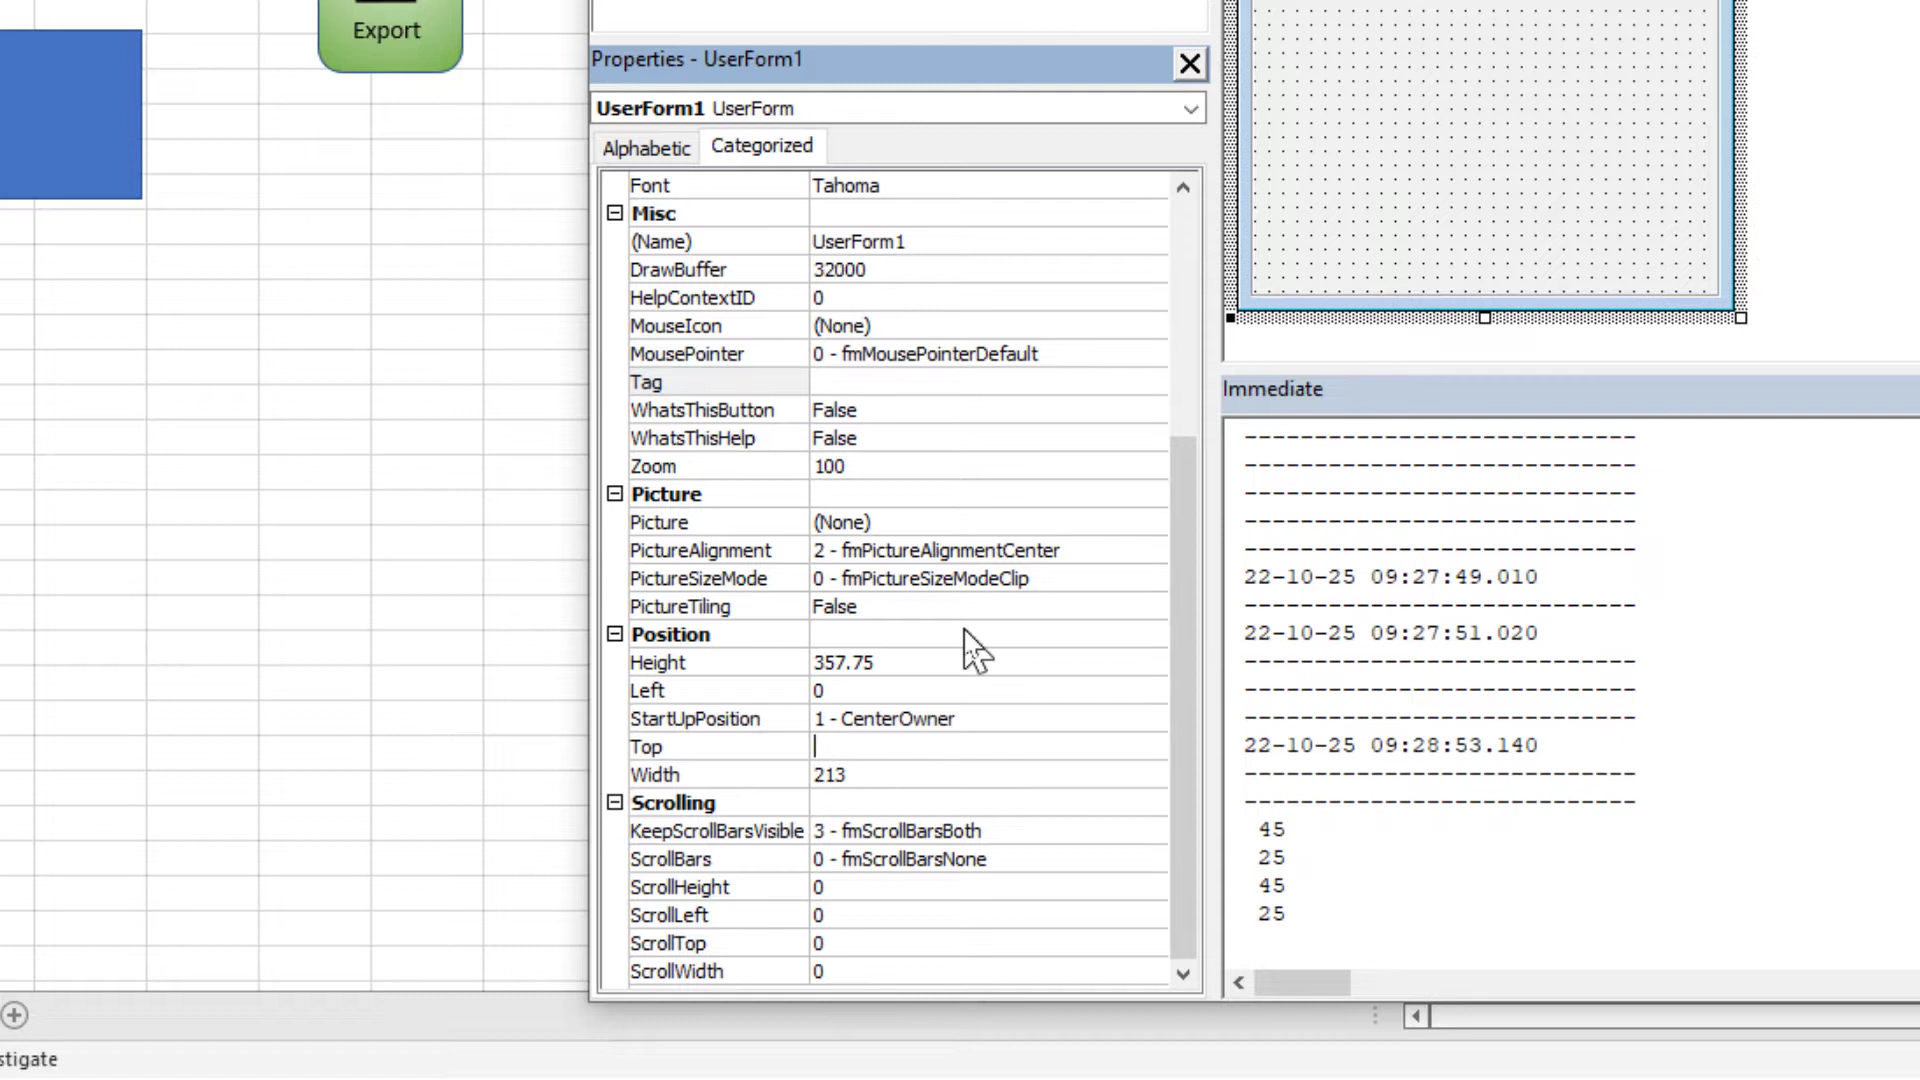 Export
Properties - UserForm1
UserForm1 UserForm
Alphabetic Categorized
Font Tahoma
Misc
(Name) UserForm1
DrawBuffer 32000
HelpContextID 0
MouseIcon (None)
MousePointer 0 - fmMousePointerDefault
Tag
WhatsThisButton False
WhatsThisHelp False
Zoom 100
Picture
Picture (None)
PictureAlignment 2 - fmPictureAlignmentCenter
PictureSizeMode 0 - fmPictureSizeModeClip
PictureTiling False
Position
Height 357.75
Left 0
StartUpPosition 1 - CenterOwner
Top
Width 213
Scrolling
KeepScrollBarsVisible 3 - fmScrollBarsBoth
ScrollBars 0 - fmScrollBarsNone
ScrollHeight 0
ScrollLeft 0
ScrollTop 0
ScrollWidth 0
Immediate
----------------------------
----------------------------
----------------------------
----------------------------
----------------------------
22-10-25 09:27:49.010
----------------------------
22-10-25 09:27:51.020
----------------------------
----------------------------
----------------------------
22-10-25 09:28:53.140
----------------------------
----------------------------
45
25
45
25
stigate